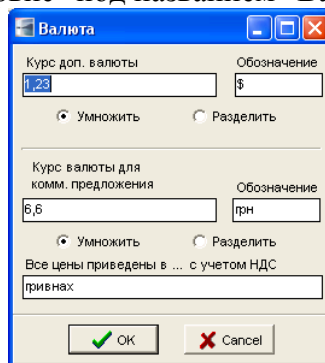 Валюта
Курс доп. валюты Обозначение
1,23 $
Умножить Разделить
Курс валюты для
комм. предложения Обозначение
6,6 грн
Умножить Разделить
Все цены приведены в ... с учетом НДС
гривнах
OK Cancel